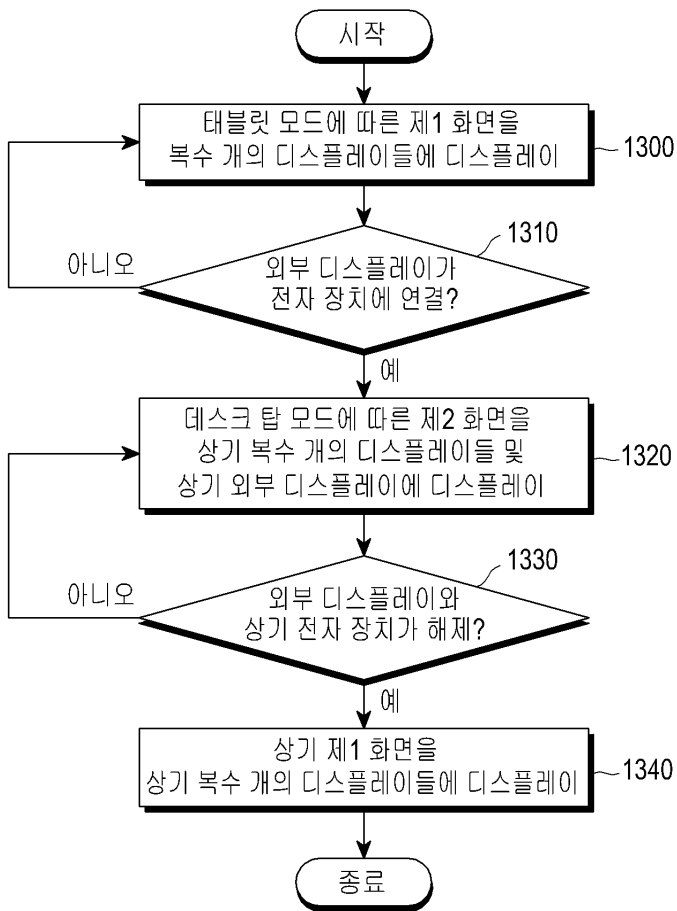 시작
태블릿 모드에 따른 제1 화면을
복수 개의 디스플레이들에 디스플레이
1300
1310
아니오
외부 디스플레이가
전자 장치에 연결?
예
데스크 탑 모드에 따른 제2 화면을
상기 복수 개의 디스플레이들 및
상기 외부 디스플레이에 디스플레이
1320
1330
아니오
외부 디스플레이와
상기 전자 장치가 해제?
예
상기 제1 화면을
상기 복수 개의 디스플레이들에 디스플레이
1340
종료